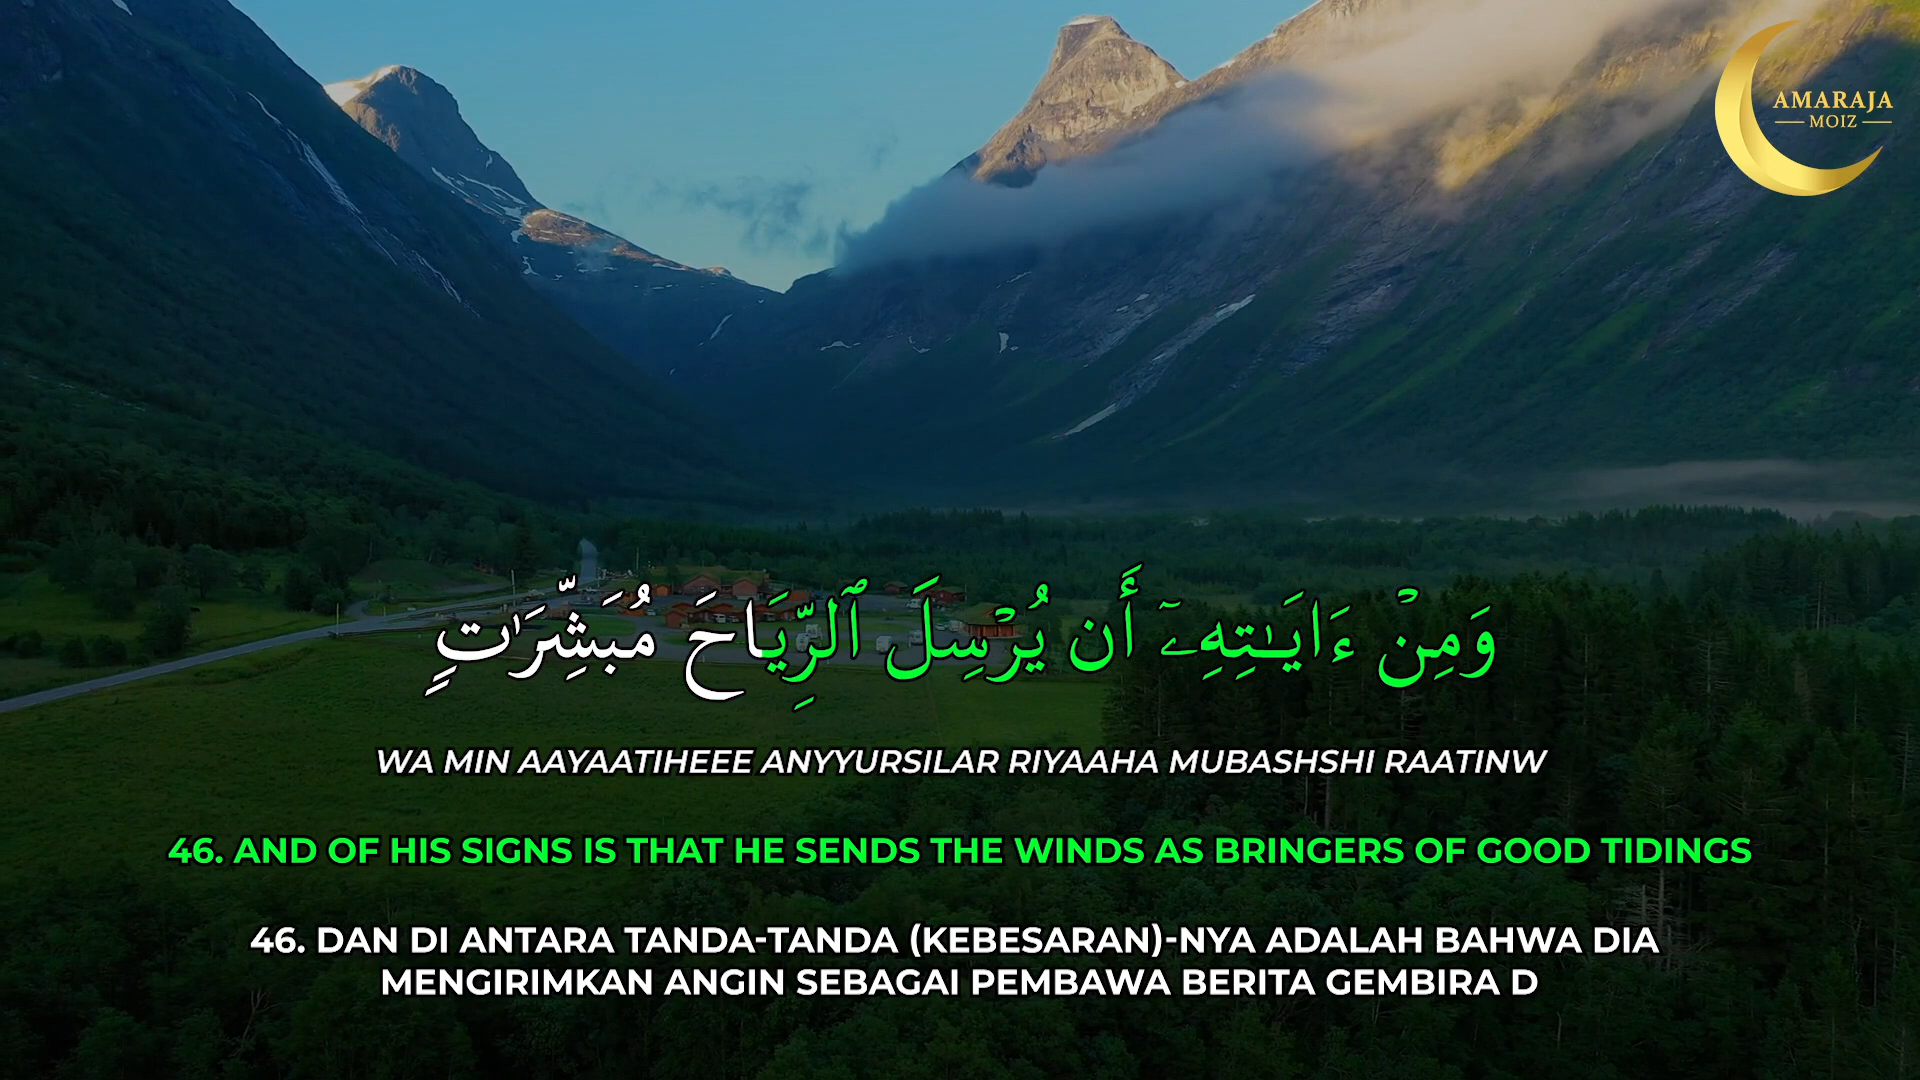 AMARAJA
MOIZ
وَمِنْ ءَايَـٰتِهِۦٓ أَن يُرْسِلَ ٱلرِّيَاحَ مُبَشِّرَٰتٍ
WA MIN AAYAATIHEEE ANYYURSILAR RIYAAHA MUBASHSHI RAATINW
46. AND OF HIS SIGNS IS THAT HE SENDS THE WINDS AS BRINGERS OF GOOD TIDINGS
46. DAN DI ANTARA TANDA-TANDA (KEBESARAN)-NYA ADALAH BAHWA DIA
MENGIRIMKAN ANGIN SEBAGAI PEMBAWA BERITA GEMBIRA D